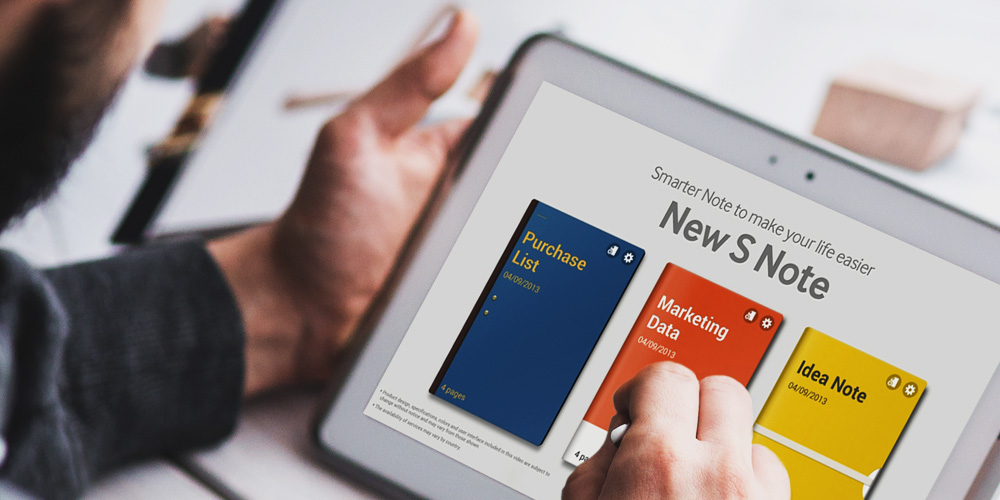 Smarter Note to make your life easier
New S Note
Purchase
List
04/09/2013
4 pages
Marketing
Data
04/09/2013
4 pa
Idea Note
04/09/2013
* Product design, specifications, colors and user interface included in this video are subject to
change without notice and may vary from those shown.
* The availability of services may vary by country.